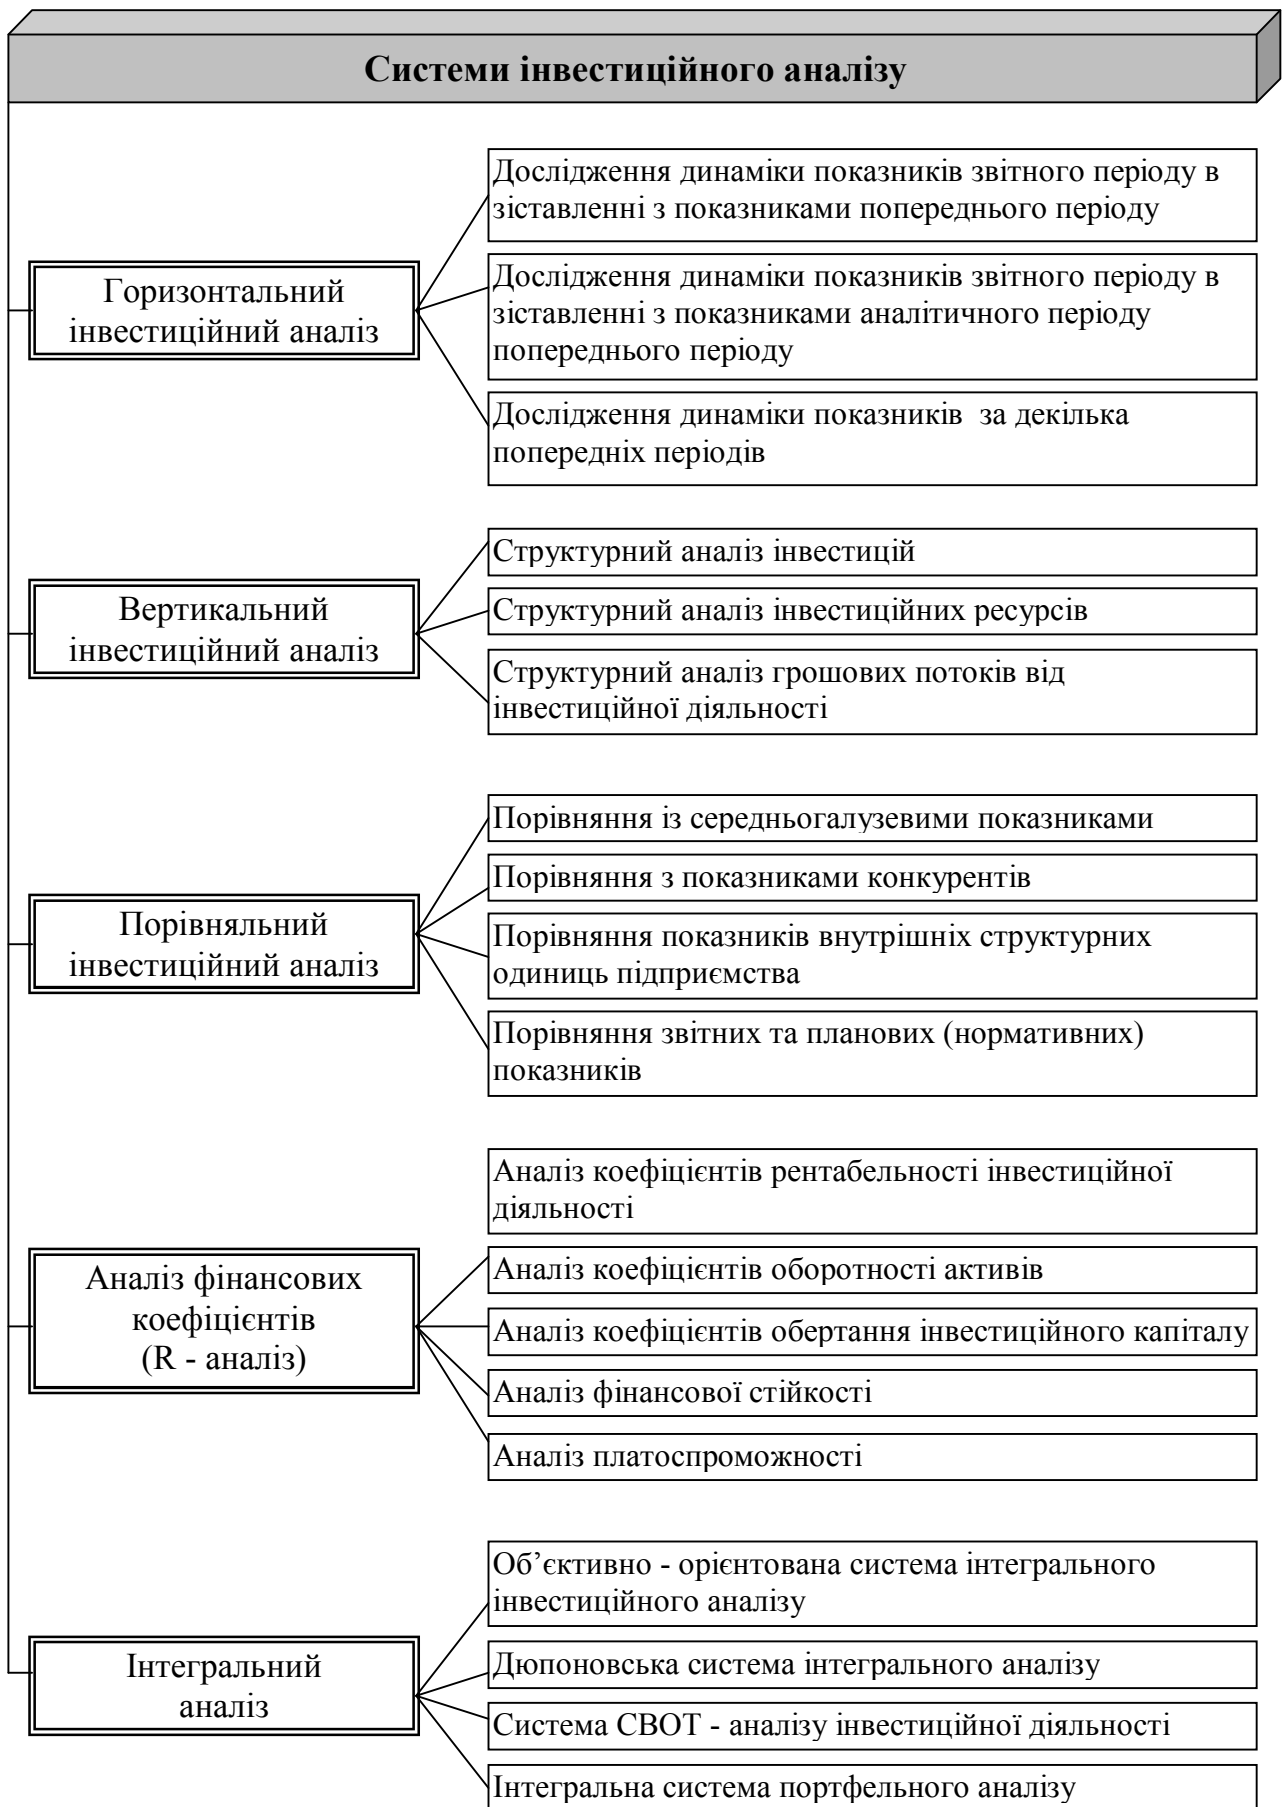 Системи інвестиційного аналізу
Горизонтальний
інвестиційний аналіз
Дослідження динаміки показників звітного періоду в
зіставленні з показниками попереднього періоду
Дослідження динаміки показників звітного періоду в
зіставленні з показниками аналітичного періоду
попереднього періоду
Дослідження динаміки показників за декілька
попередніх періодів
Вертикальний
інвестиційний аналіз
Структурний аналіз інвестицій
Структурний аналіз інвестиційних ресурсів
Структурний аналіз грошових потоків від
інвестиційної діяльності
Порівняльний
інвестиційний аналіз
Порівняння із середньогалузевими показниками
Порівняння з показниками конкурентів
Порівняння показників внутрішніх структурних
одиниць підприємства
Порівняння звітних та планових (нормативних)
показників
Аналіз фінансових
коефіцієнтів
(R - аналіз)
Аналіз коефіцієнтів рентабельності інвестиційної
діяльності
Аналіз коефіцієнтів оборотності активів
Аналіз коефіцієнтів обертання інвестиційного капіталу
Аналіз фінансової стійкості
Аналіз платоспроможності
Інтегральний
аналіз
Об’єктивно - орієнтована система інтегрального
інвестиційного аналізу
Дюпоновська система інтегрального аналізу
Система СВОТ - аналізу інвестиційної діяльності
Інтегральна система портфельного аналізу